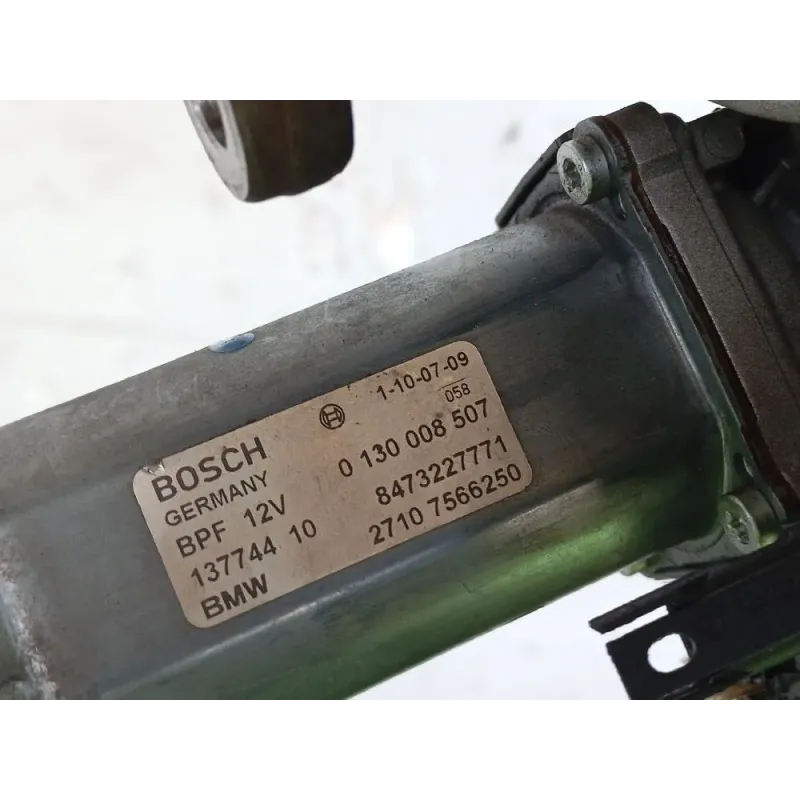 BOSCH 1-10-07-09
GERMANY 058
BPF 12V 0 130 008 507
137744 10 8473227771
BMW 2710 7566250